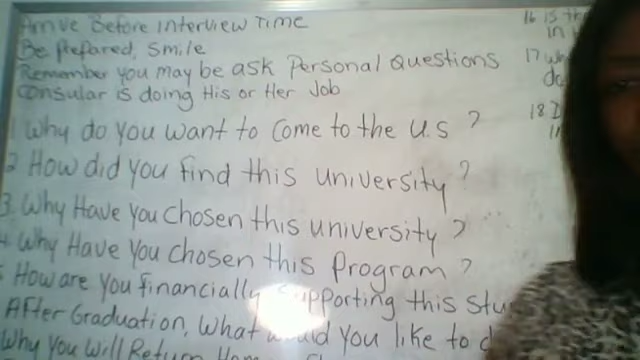 Arrive Before Interview Time
Be Prepared, Smile
Remember you may be ask Personal Questions
Consular is doing His or Her Job
1 Why do you want to come to the U.S ?
2 How did you find this university?
3 Why Have you chosen this university ?
4 Why Have you chosen this Program ?
How are you financially supporting this
After Graduation, What would you like to
Why You Will Return
16 is
in
17
18